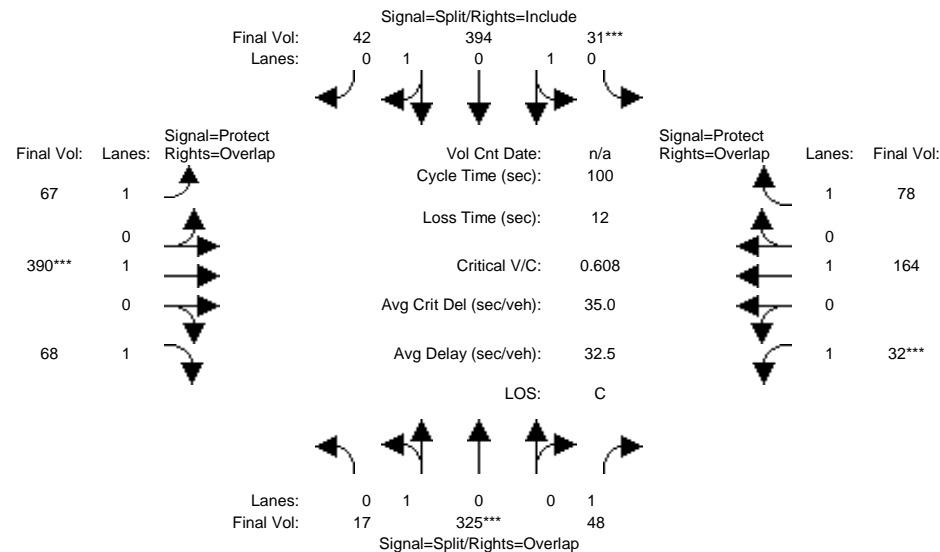 Signal=Split/Rights=Include
Final Vol: 42 394 31***
Lanes: 0 1 0 1 0
Signal=Protect Signal=Protect
Final Vol: Lanes: Rights=Overlap Vol Cnt Date: n/a Rights=Overlap Lanes: Final Vol:
Cycle Time (sec): 100
67 1 1 78
Loss Time (sec): 12
0 0
390*** 1 Critical V/C: 0.608 1 164
0 Avg Crit Del (sec/veh): 35.0 0
68 1 Avg Delay (sec/veh): 32.5 1 32***
LOS: C
Lanes: 0 1 0 0 1
Final Vol: 17 325*** 48
Signal=Split/Rights=Overlap